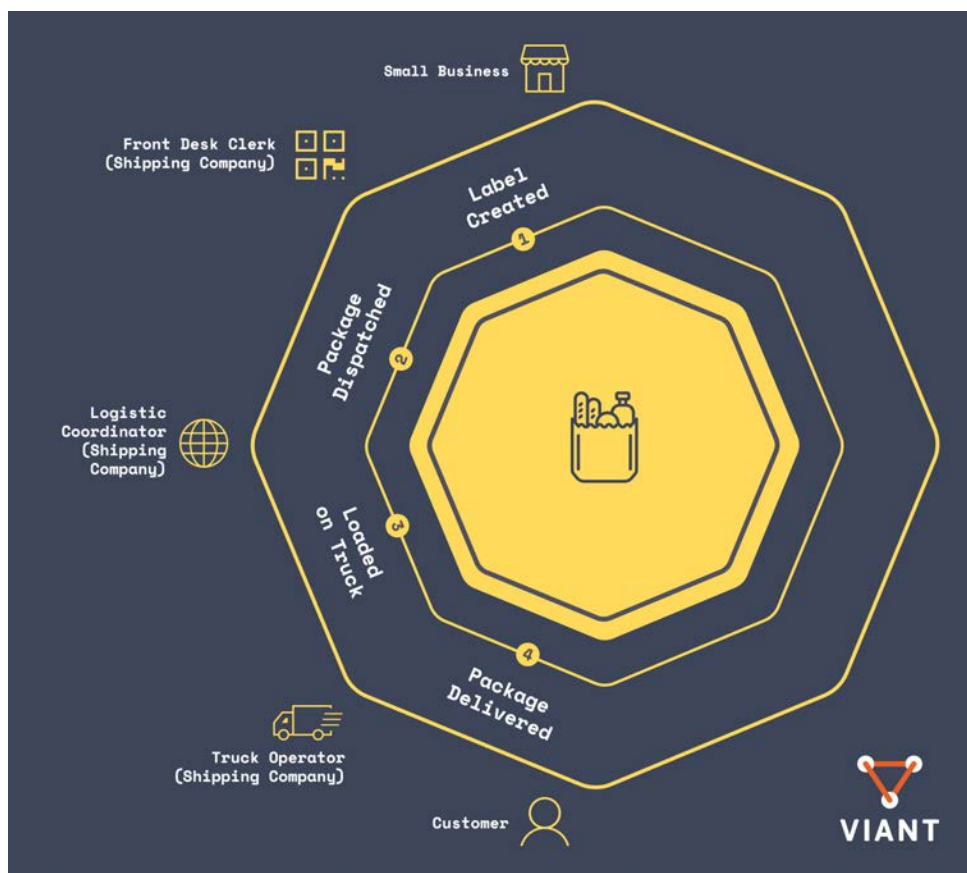 Small Business
Front Desk Clerk
(Shipping Company)
Label
Created
1
Package
Dispatched
2
Logistic
Coordinator
(Shipping
Company)
Loaded
on Truck
3
4
Package
Delivered
Truck Operator
(Shipping Company)
Customer
VIANT